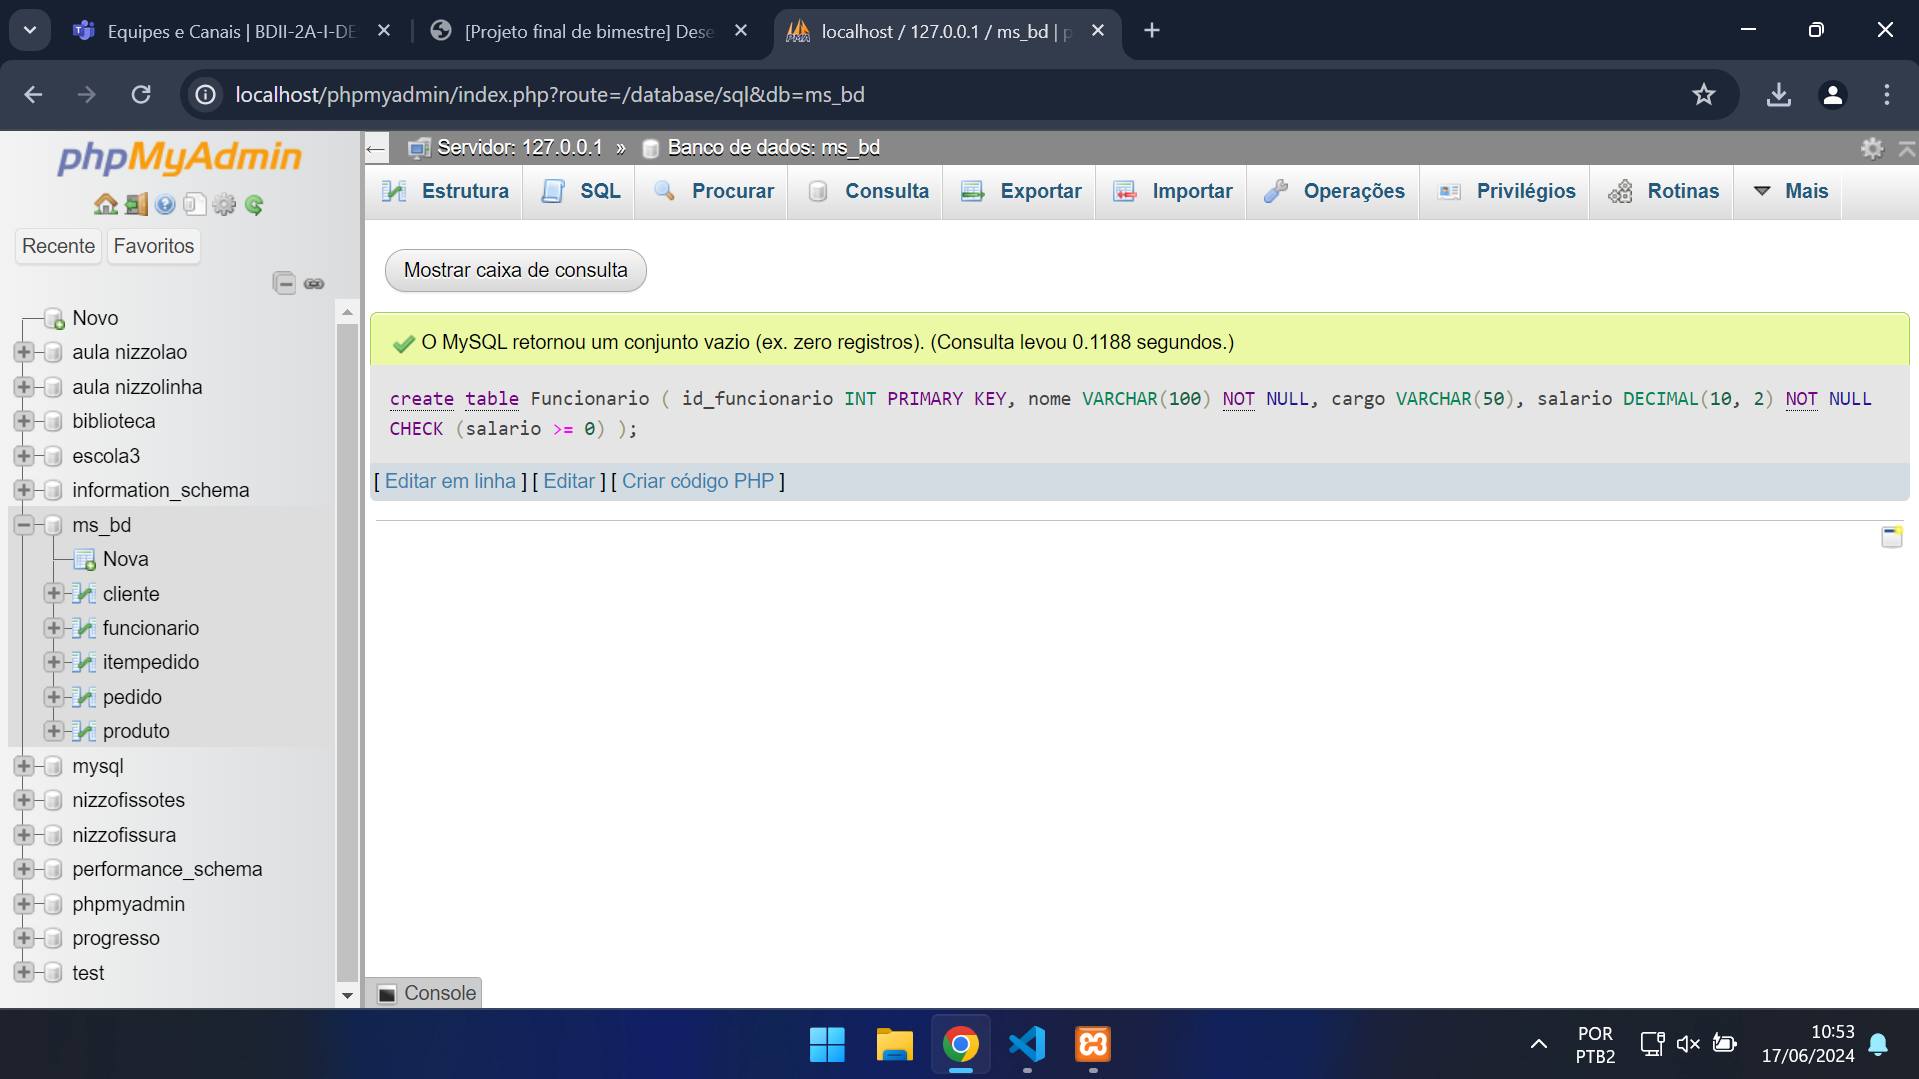 Equipes e Canais | BDII-2A-I-DE
[Projeto final de bimestre] Dese
localhost / 127.0.0.1 / ms_bd | p
localhost/phpmyadmin/index.php?route=/database/sql&db=ms_bd
phpMyAdmin
Recente
Favoritos
Novo
aula nizzolao
aula nizzolinha
biblioteca
escola3
information_schema
ms_bd
Nova
cliente
funcionario
itempedido
pedido
produto
mysql
nizzofissotes
nizzofissura
performance_schema
phpmyadmin
progresso
test
Servidor: 127.0.0.1 » Banco de dados: ms_bd
Estrutura
SQL
Procurar
Consulta
Exportar
Importar
Operações
Privilégios
Rotinas
Mais
Mostrar caixa de consulta
O MySQL retornou um conjunto vazio (ex. zero registros). (Consulta levou 0.1188 segundos.)
create table Funcionario ( id_funcionario INT PRIMARY KEY, nome VARCHAR(100) NOT NULL, cargo VARCHAR(50), salario DECIMAL(10, 2) NOT NULL
CHECK (salario >= 0) );
[ Editar em linha ] [ Editar ] [ Criar código PHP ]
Console
POR
PTB2
10:53
17/06/2024